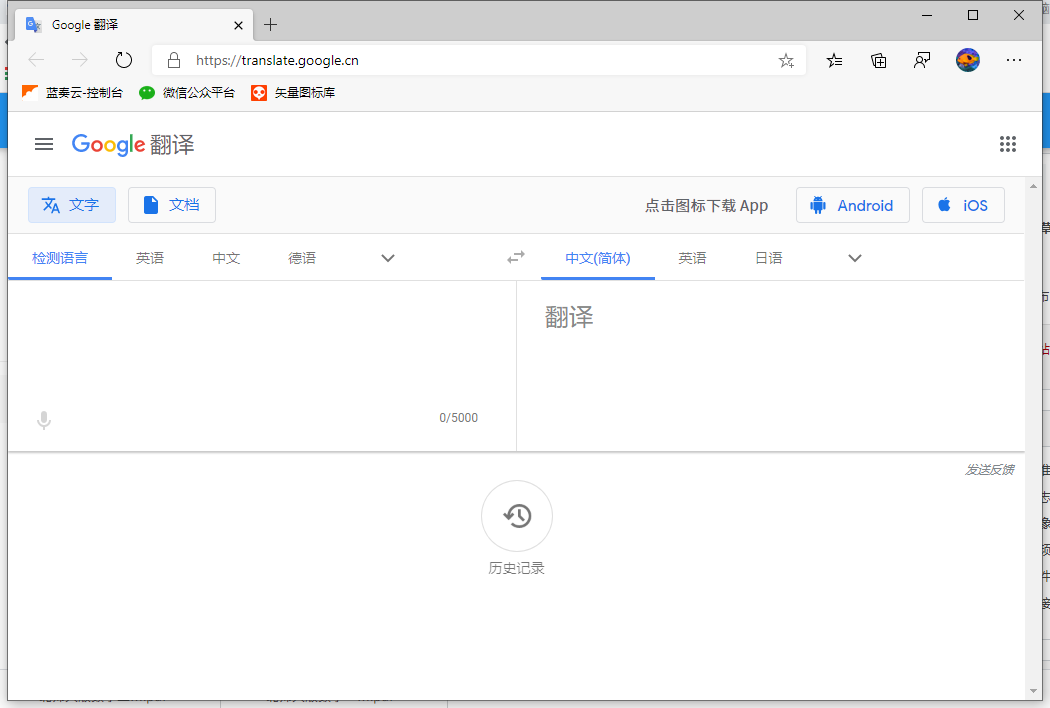 Google 翻译
https://translate.google.cn
蓝奏云-控制台 微信公众平台 矢量图标库
Google 翻译
文字 文档 点击图标下载 App Android iOS
检测语言 英语 中文 德语 中文(简体) 英语 日语
翻译
0/5000
发送反馈
历史记录